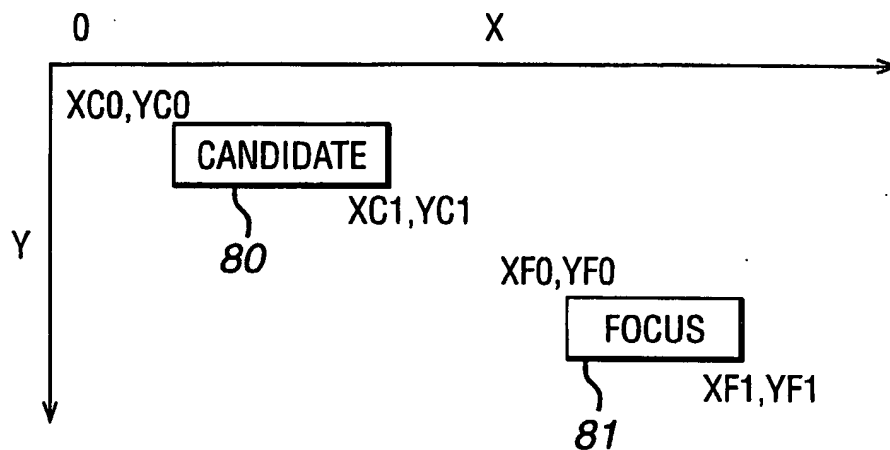 0 X
XC0,YC0
CANDIDATE
XC1,YC1
80
Y
XF0,YF0
FOCUS
XF1,YF1
81